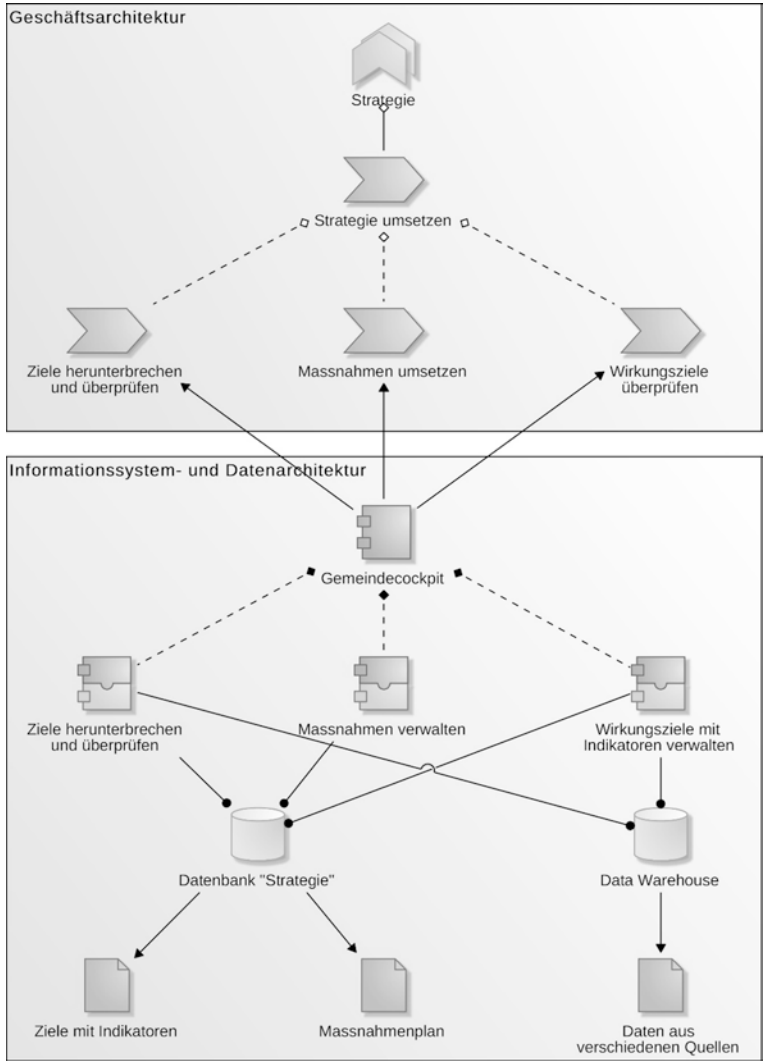 Geschäftsarchitektur
Strategie
Strategie umsetzen
Ziele herunterbrechen
und überprüfen
Massnahmen umsetzen
Wirkungsziele
überprüfen
Informationssystem- und Datenarchitektur
Gemeindecockpit
Ziele herunterbrechen
und überprüfen
Massnahmen verwalten
Wirkungsziele mit
Indikatoren verwalten
Datenbank "Strategie"
Data Warehouse
Ziele mit Indikatoren
Massnahmenplan
Daten aus
verschiedenen Quellen